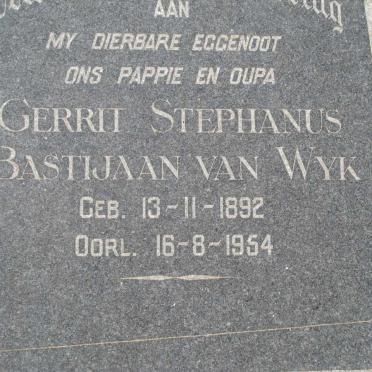 AAN
MY DIERBARE EGGENOOT
ONS PAPPIE EN OUPA
GERRIT STEPHANUS
BASTIJAAN VAN WYK
GEB. 13-11-1892
OORL. 16-8-1954